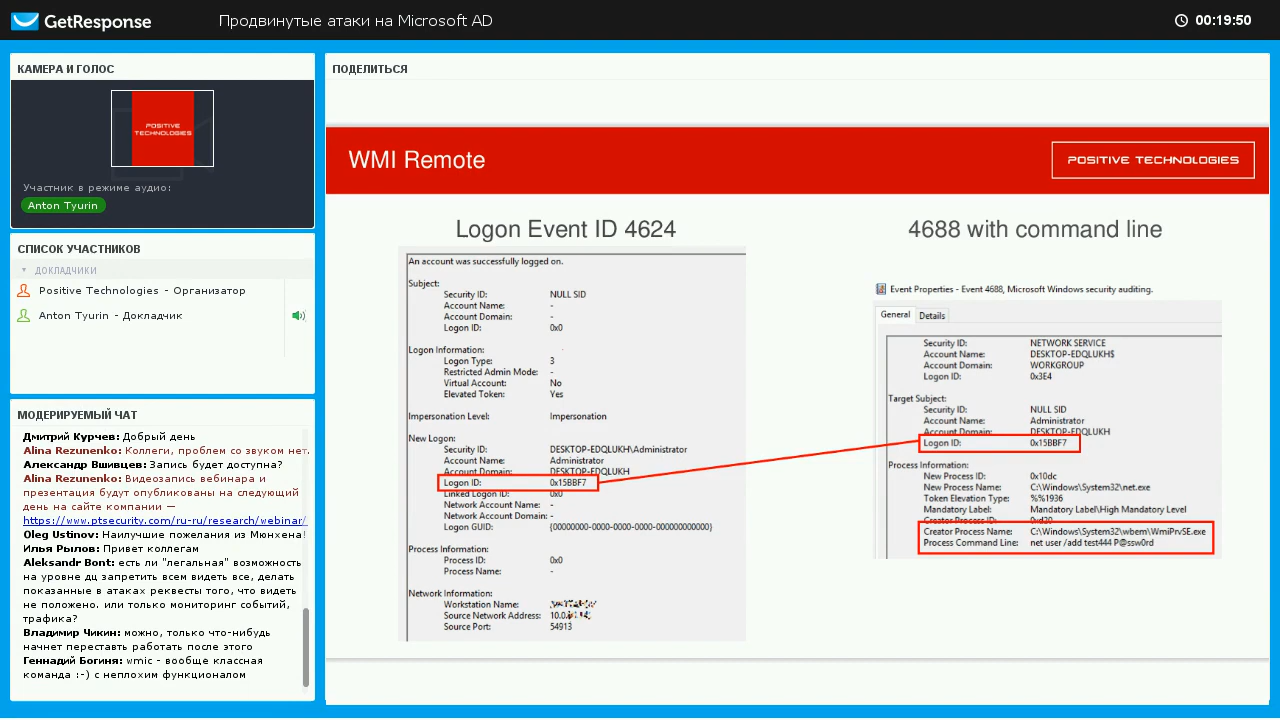 GetResponse
Продвинутые атаки на Microsoft AD
00:19:50
КАМЕРА И ГОЛОС
POSITIVE
TECHNOLOGIES
Участник в режиме аудио:
Anton Tyurin
СПИСОК УЧАСТНИКОВ
ДОКЛАДЧИКИ
Positive Technologies - Организатор
Anton Tyurin - Докладчик
МОДЕРИРУЕМЫЙ ЧАТ
Дмитрий Курчев: Добрый день
Alina Rezunenko: Коллеги, проблем со звуком нет.
Александр Вшивцев: Запись будет доступна?
Alina Rezunenko: Видеозапись вебинара и
презентация будут опубликованы на следующий
день на сайте компании —
https://www.ptsecurity.com/ru-ru/research/webinar/
Oleg Ustinov: Наилучшие пожелания из Мюнхена!
Илья Рылов: Привет коллегам
Aleksandr Bont: есть ли "легальная" возможность
на уровне дц запретить всем видеть все, делать
показанные в атаках реквесты того, что видеть
не положено. или только мониторинг событий,
трафика?
Владимир Чикин: можно, только что-нибудь
начнет переставть работать после этого
Геннадий Богиня: wmic - вообще классная
команда :-) с неплохим функционалом
ПОДЕЛИТЬСЯ
WMI Remote
POSITIVE TECHNOLOGIES
Logon Event ID 4624
An account was successfully logged on.
Subject:
Security ID: NULL SID
Account Name: -
Account Domain: -
Logon ID: 0x0
Logon Information:
Logon Type: 3
Restricted Admin Mode: -
Virtual Account: No
Elevated Token: Yes
Impersonation Level: Impersonation
New Logon:
Security ID: DESKTOP-EDQLUKH\Administrator
Account Name: Administrator
Account Domain: DESKTOP-EDQLUKH
Logon ID: 0x15BBF7
Linked Logon ID: 0x0
Network Account Name: -
Network Account Domain: -
Logon GUID: {00000000-0000-0000-0000-000000000000}
Process Information:
Process ID: 0x0
Process Name: -
Network Information:
Workstation Name:
Source Network Address: 10.0.
Source Port: 54913
4688 with command line
Event Properties - Event 4688, Microsoft Windows security auditing.
General Details
Security ID: NETWORK SERVICE
Account Name: DESKTOP-EDQLUKH$
Account Domain: WORKGROUP
Logon ID: 0x3E4
Target Subject:
Security ID: NULL SID
Account Name: Administrator
Account Domain: DESKTOP-EDQLUKH
Logon ID: 0x15BBF7
Process Information:
New Process ID: 0x10dc
New Process Name: C:\Windows\System32\net.exe
Token Elevation Type: %%1936
Mandatory Label: Mandatory Label\High Mandatory Level
Creator Process ID: 0xd20
Creator Process Name: C:\Windows\System32\wbem\WmiPrvSE.exe
Process Command Line: net user /add test444 P@ssw0rd